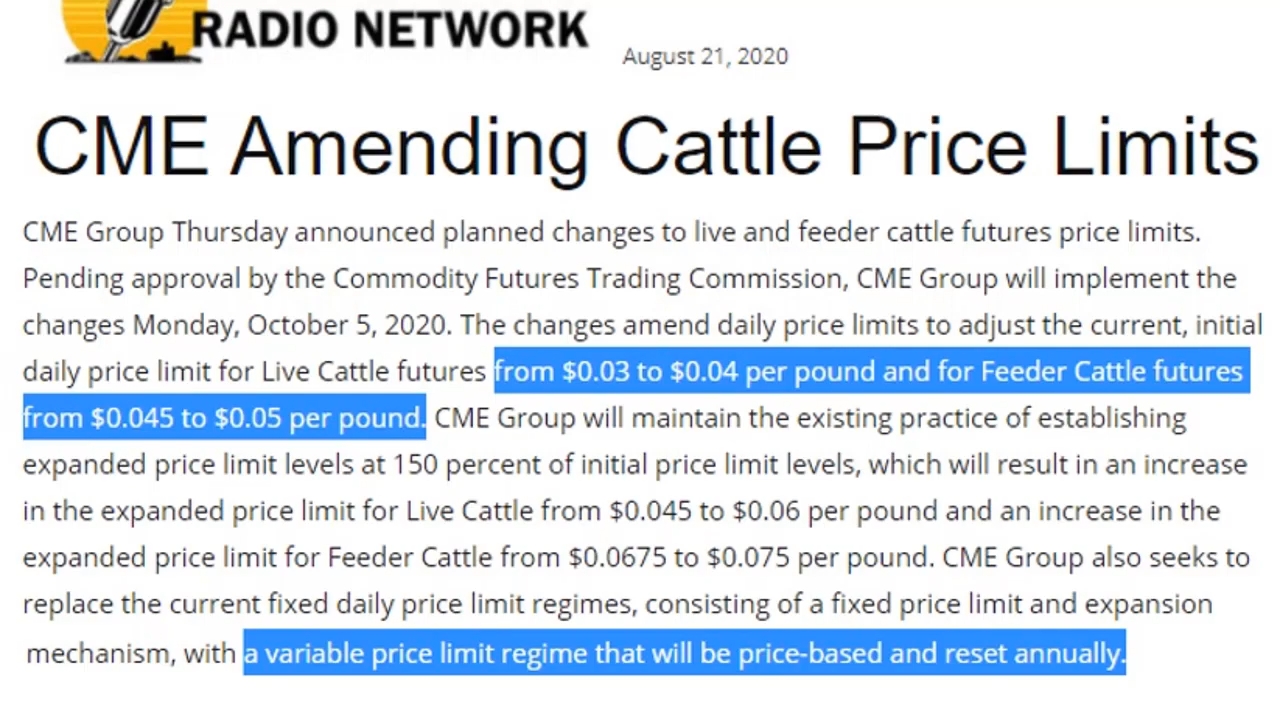 RADIO NETWORK
August 21, 2020
CME Amending Cattle Price Limits
CME Group Thursday announced planned changes to live and feeder cattle futures price limits.
Pending approval by the Commodity Futures Trading Commission, CME Group will implement the
changes Monday, October 5, 2020. The changes amend daily price limits to adjust the current, initial
daily price limit for Live Cattle futures from $0.03 to $0.04 per pound and for Feeder Cattle futures
from $0.045 to $0.05 per pound. CME Group will maintain the existing practice of establishing
expanded price limit levels at 150 percent of initial price limit levels, which will result in an increase
in the expanded price limit for Live Cattle from $0.045 to $0.06 per pound and an increase in the
expanded price limit for Feeder Cattle from $0.0675 to $0.075 per pound. CME Group also seeks to
replace the current fixed daily price limit regimes, consisting of a fixed price limit and expansion
mechanism, with a variable price limit regime that will be price-based and reset annually.